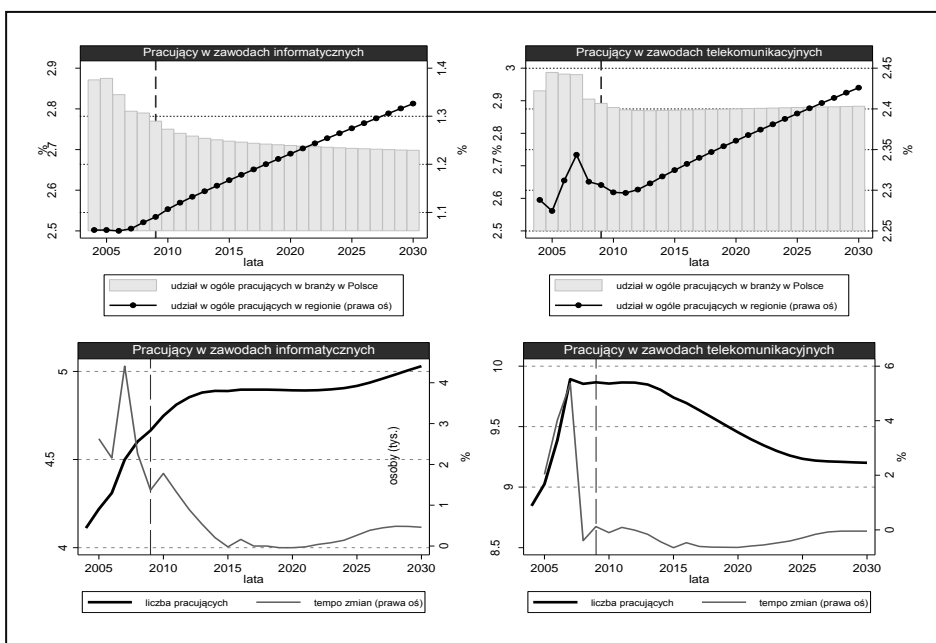 Pracujący w zawodach informatycznych
2.5 2.6 2.7 2.8 2.9
%
1.1 1.2 1.3 1.4
%
2005 2010 2015 2020 2025 2030
lata
udział w ogóle pracujących w branży w Polsce
udział w ogóle pracujących w regionie (prawa oś)
Pracujący w zawodach telekomunikacyjnych
2.5 2.6 2.7 2.8 2.9 3
%
2.25 2.3 2.35 2.4 2.45
%
2005 2010 2015 2020 2025 2030
lata
udział w ogóle pracujących w branży w Polsce
udział w ogóle pracujących w regionie (prawa oś)
Pracujący w zawodach informatycznych
4 4.5 5
0 1 2 3 4
%
2005 2010 2015 2020 2025 2030
lata
liczba pracujących
tempo zmian (prawa oś)
Pracujący w zawodach telekomunikacyjnych
osoby (tys.)
8.5 9 9.5 10
0 2 4 6
%
2005 2010 2015 2020 2025 2030
lata
liczba pracujących
tempo zmian (prawa oś)